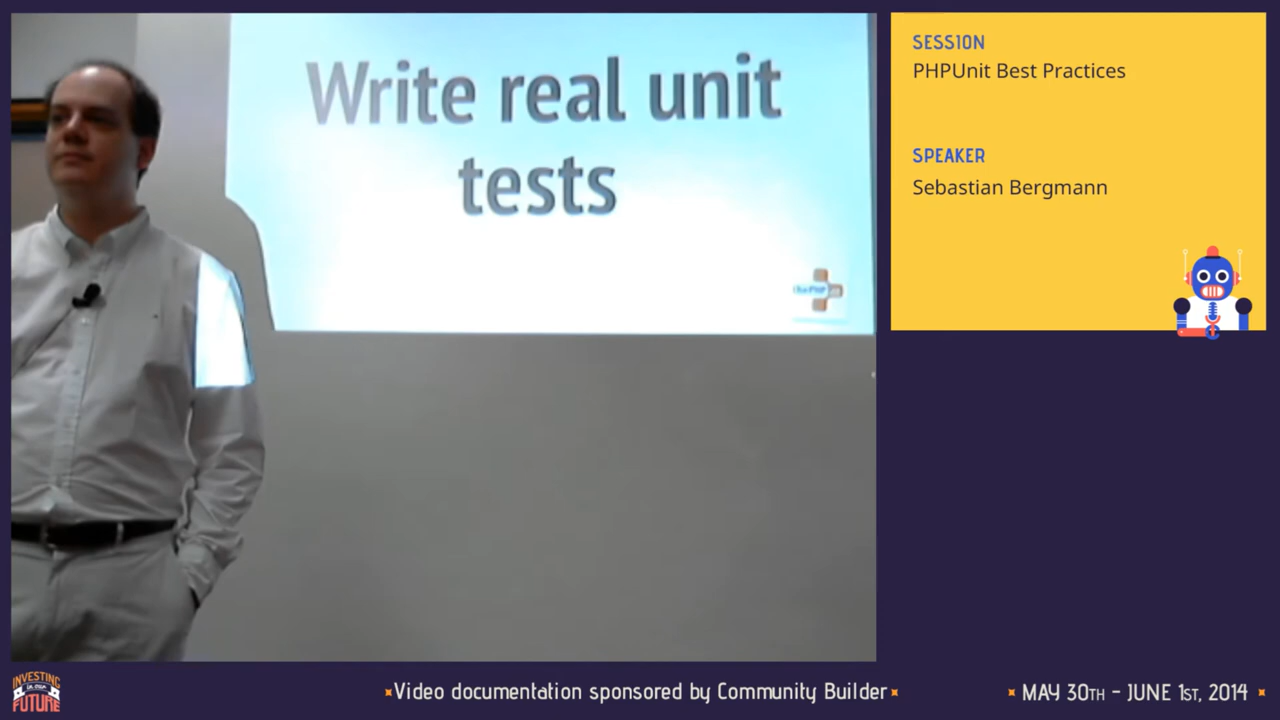 Write real unit
tests
SESSION
PHPUnit Best Practices
SPEAKER
Sebastian Bergmann
INVESTING
FUTURE
Video documentation sponsored by Community Builder
MAY 30TH - JUNE 1ST, 2014